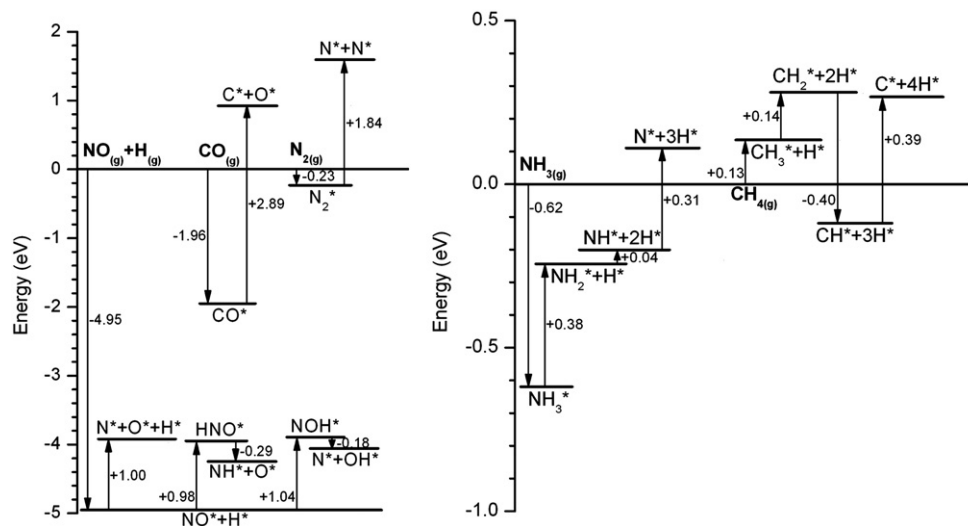 Energy (eV)
2
1
0
-1
-2
-3
-4
-5
N*+N*
C*+O*
+1.84
NO(g)+H(g)
CO(g)
N2(g)
-0.23
N2*
+2.89
-1.96
CO*
-4.95
N*+O*+H*
HNO*
NOH*
-0.29
-0.18
NH*+O*
N*+OH*
+1.00
+0.98
+1.04
NO*+H*
Energy (eV)
0.5
0.0
-0.5
-1.0
CH2*+2H*
C*+4H*
+0.14
N*+3H*
+0.39
CH3*+H*
NH3(g)
+0.13
CH4(g)
-0.62
+0.31
-0.40
NH*+2H*
CH*+3H*
+0.04
NH2*+H*
+0.38
NH3*